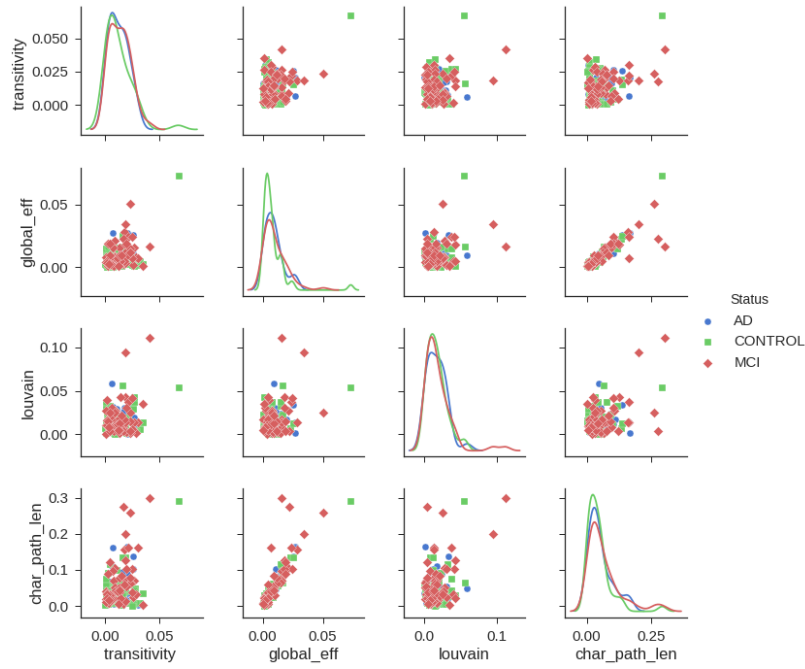 transitivity
0.050
0.025
0.000
global_eff
0.05
0.00
Status
AD
CONTROL
MCI
louvain
0.10
0.05
0.00
char_path_len
0.3
0.2
0.1
0.0
0.00 0.05 0.00 0.05 0.0 0.1 0.00 0.25
transitivity global_eff louvain char_path_len